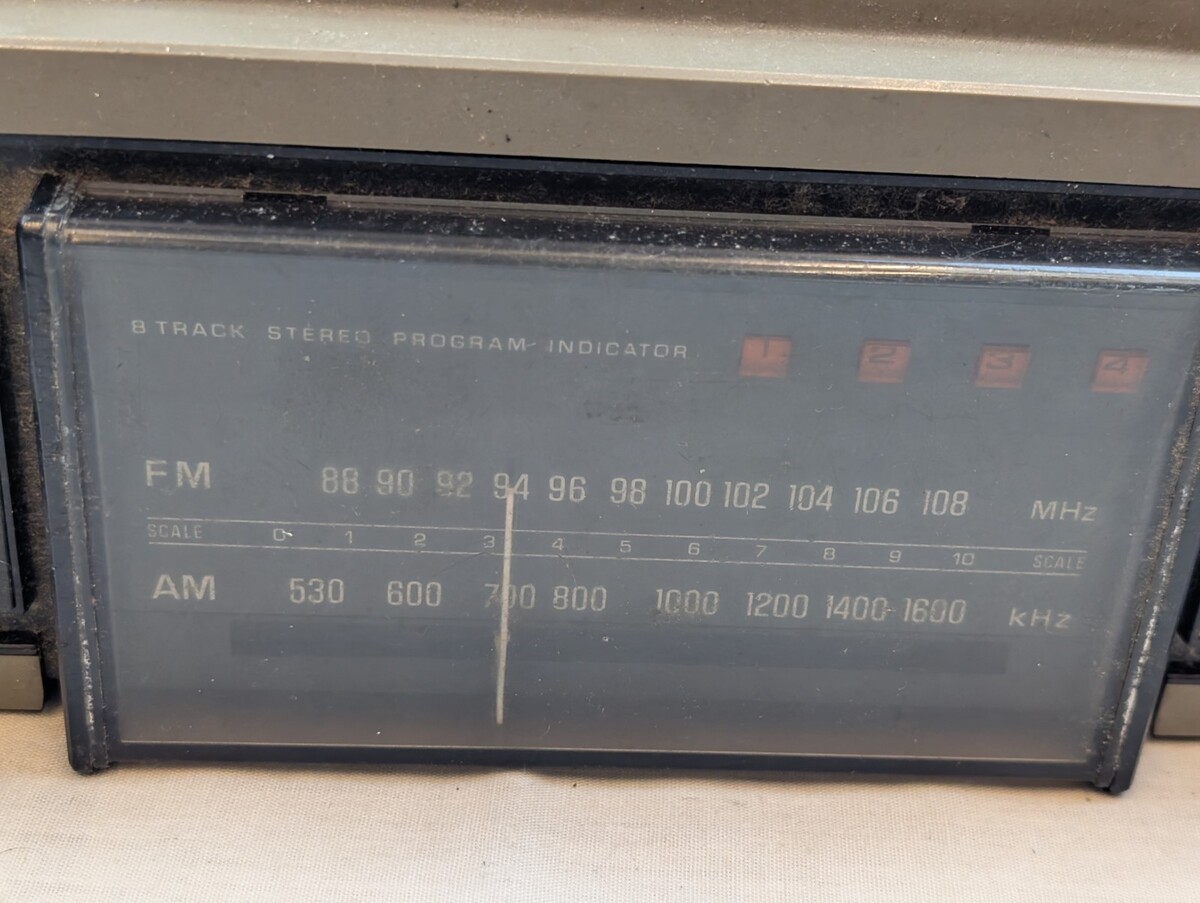 8 TRACK STEREO PROGRAM INDICATOR 1 2 3 4
FM 88 90 92 94 96 98 100 102 104 106 108 MHz
SCALE 0 1 2 3 4 5 6 7 8 9 10 SCALE
AM 530 600 700 800 1000 1200 1400 1600 kHz